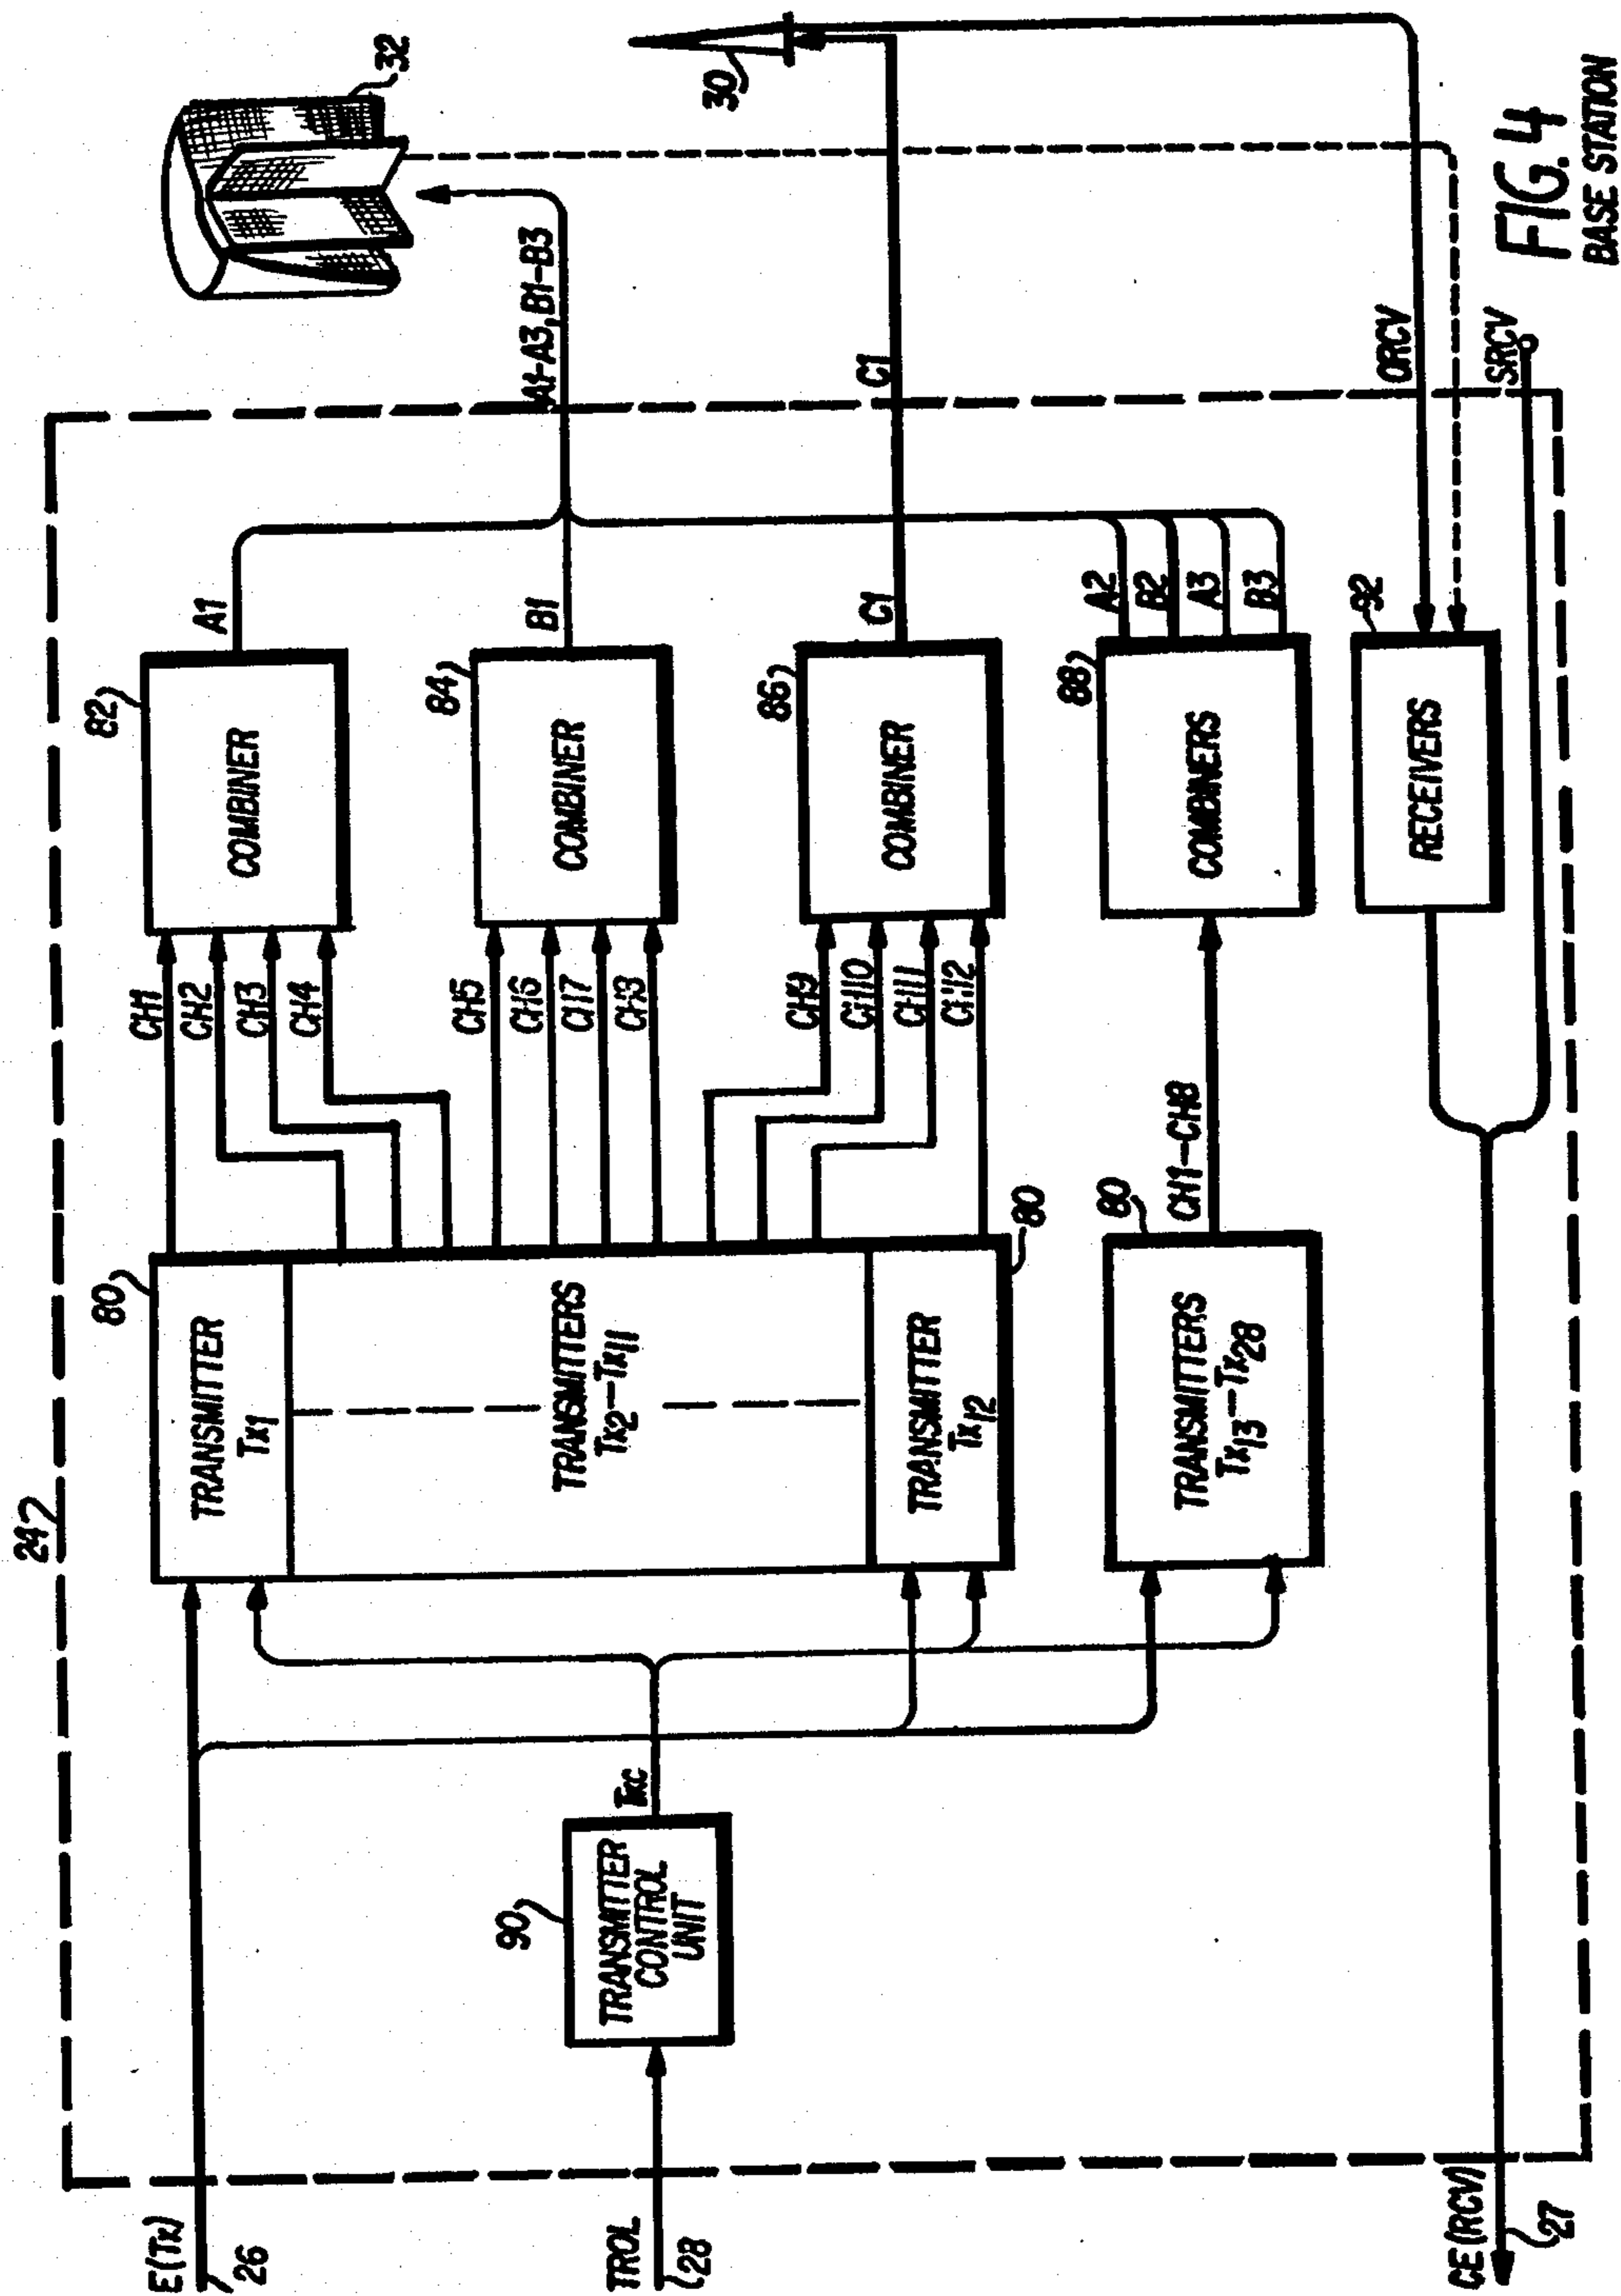 24
E(Tx)
26
TROL
28
CE (RCV)
27
90
TRANSMITTER
CONTROL
UNIT
Txc
80
TRANSMITTER
Tx1
TRANSMITTERS
Tx2—Tx11
TRANSMITTER
Tx12
80
80
TRANSMITTERS
Tx13—Tx28
CH1
CH2
CH3
CH4
CH5
CH6
CH7
CH3
CH9
CH10
CH11
CH12
CH1-CH8
82
COMBINER
84
COMBINER
86
COMBINER
88
COMBINERS
92
RECEIVERS
A1
B1
C1
A2
B2
A3
B3
A1-A3, B1-B3
C1
ORCV
SRCV
32
30
FIG. 4
BASE STATION